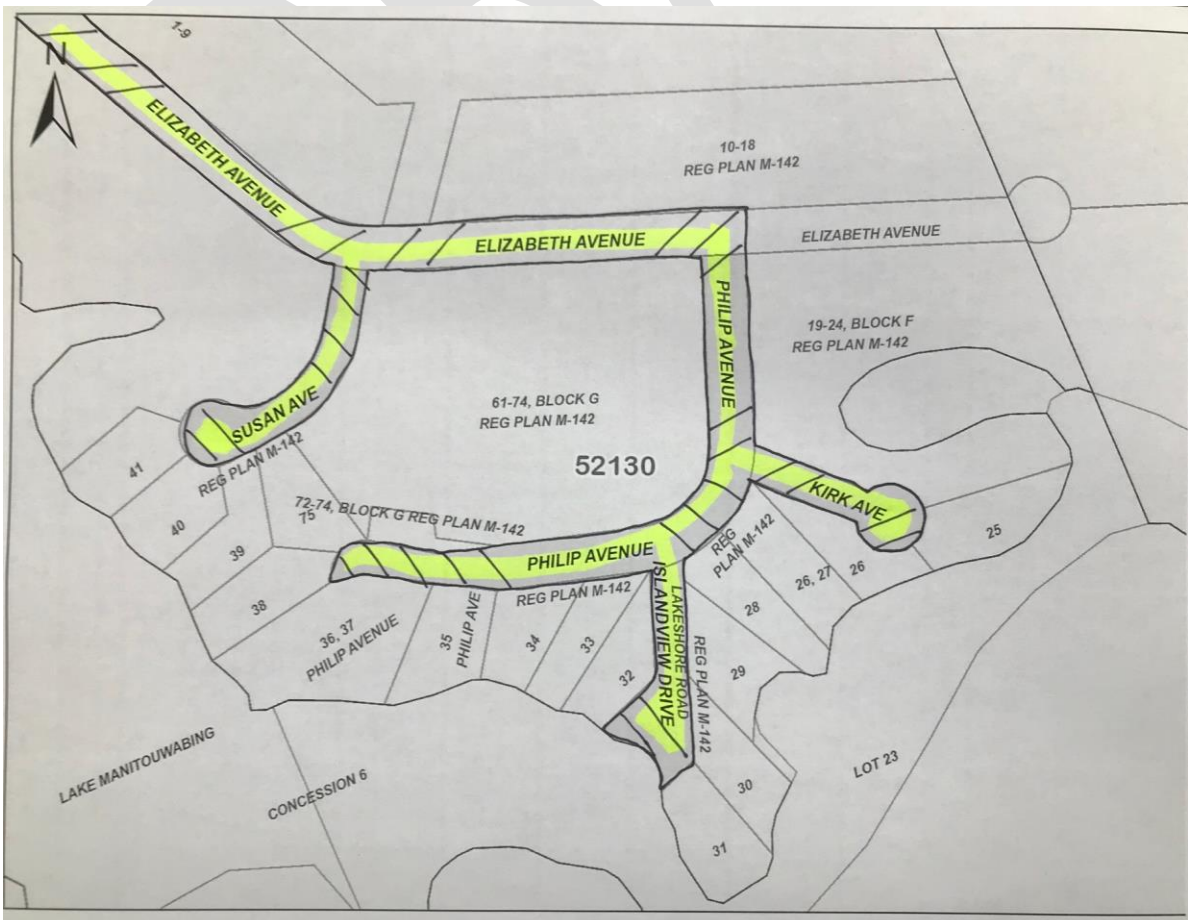 1-9
N
ELIZABETH AVENUE
10-18
REG PLAN M-142
ELIZABETH AVENUE
ELIZABETH AVENUE
PHILIP AVENUE
19-24, BLOCK F
REG PLAN M-142
61-74, BLOCK G
REG PLAN M-142
52130
SUSAN AVE
REG PLAN M-142
41
40
39
38
72-74, BLOCK G REG PLAN M-142
75
KIRK AVE
25
REG
PLAN M-142
26, 27
26
28
29
PHILIP AVENUE
REG PLAN M-142
36, 37
PHILIP AVENUE
35
PHILIP AVE
34
33
32
LAKESHORE ROAD
ISLANDVIEW DRIVE
REG PLAN M-142
30
31
LOT 23
LAKE MANITOUWABING
CONCESSION 6